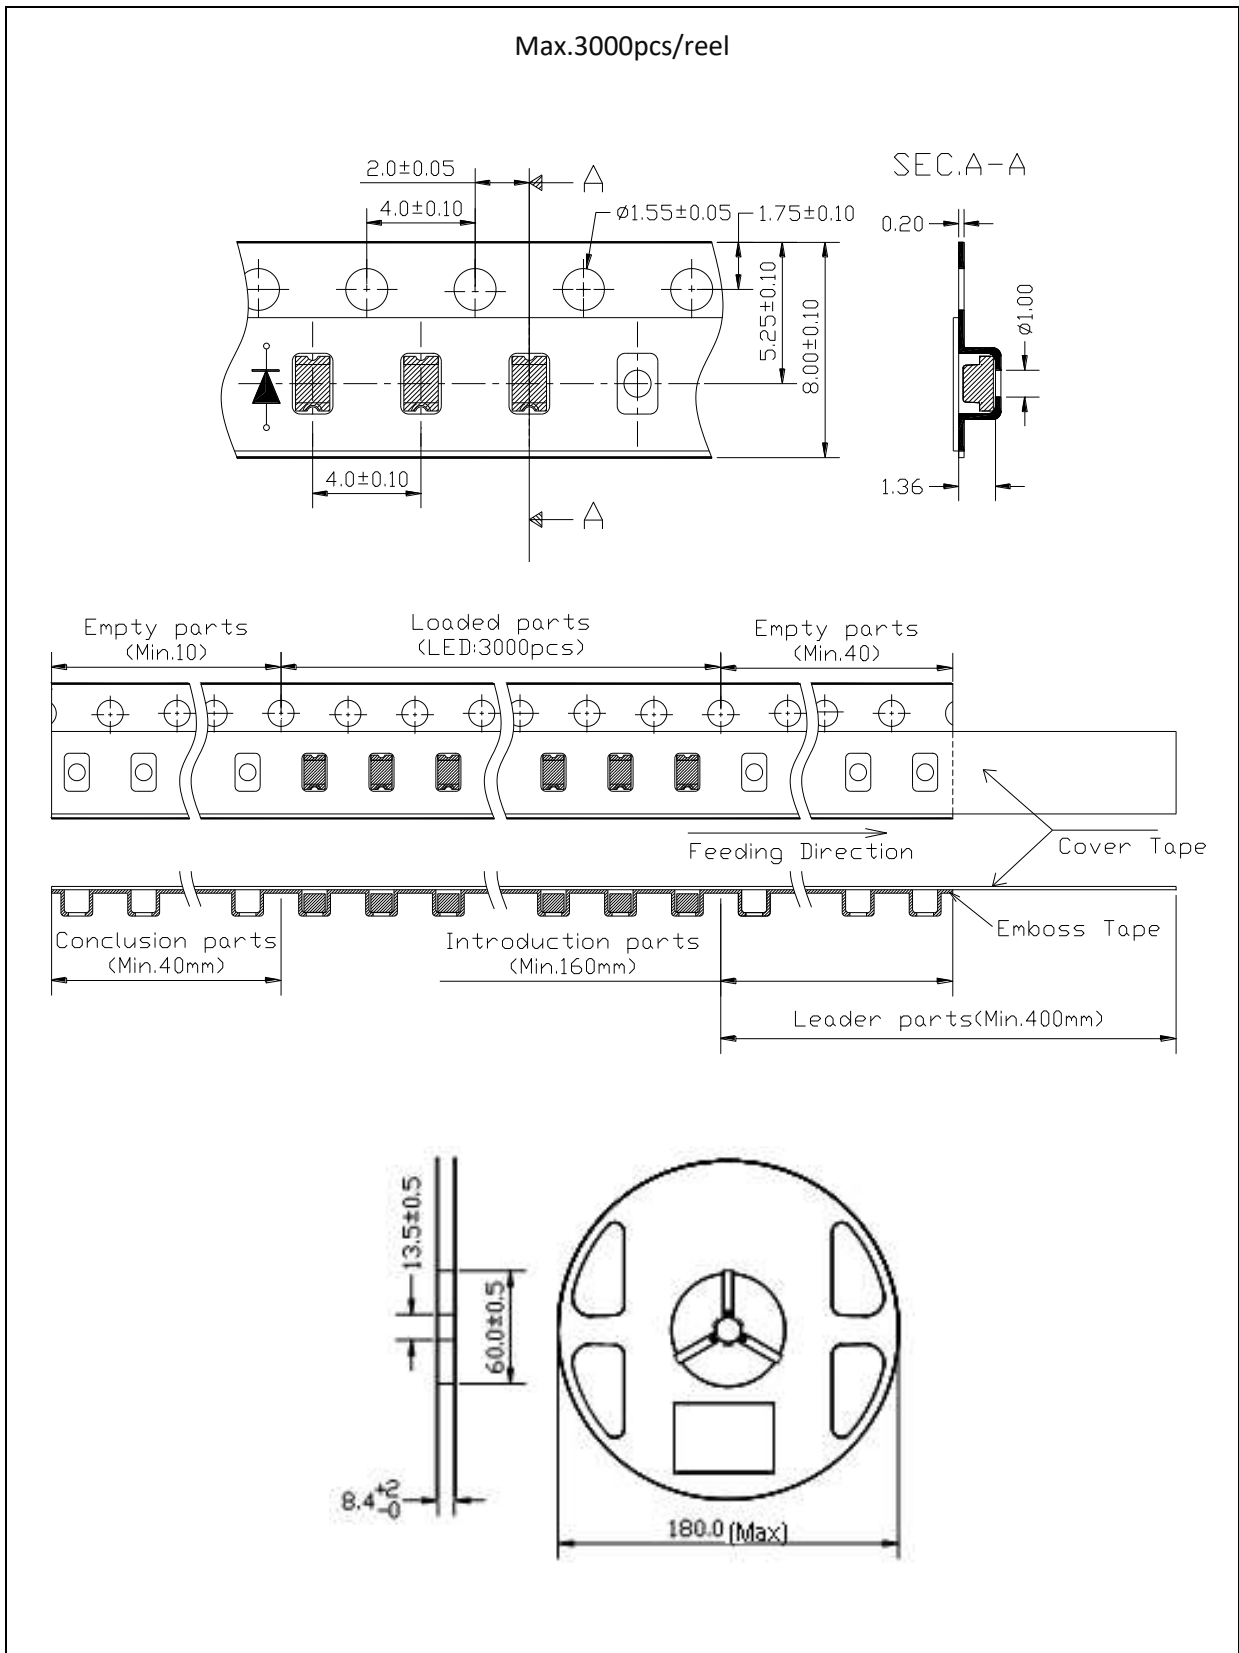 Max.3000pcs/reel
SEC.A-A
2.0±0.05
A
4.0±0.10
ø1.55±0.05
1.75±0.10
0.20
5.25±0.10
8.00±0.10
ø1.00
4.0±0.10
1.36
A
Empty parts
(Min.10)
Loaded parts
(LED:3000pcs)
Empty parts
(Min.40)
Feeding Direction
Cover Tape
Conclusion parts
(Min.40mm)
Introduction parts
(Min.160mm)
Emboss Tape
Leader parts(Min.400mm)
13.5±0.5
60.0±0.5
8.4+2-0
180.0 (Max)